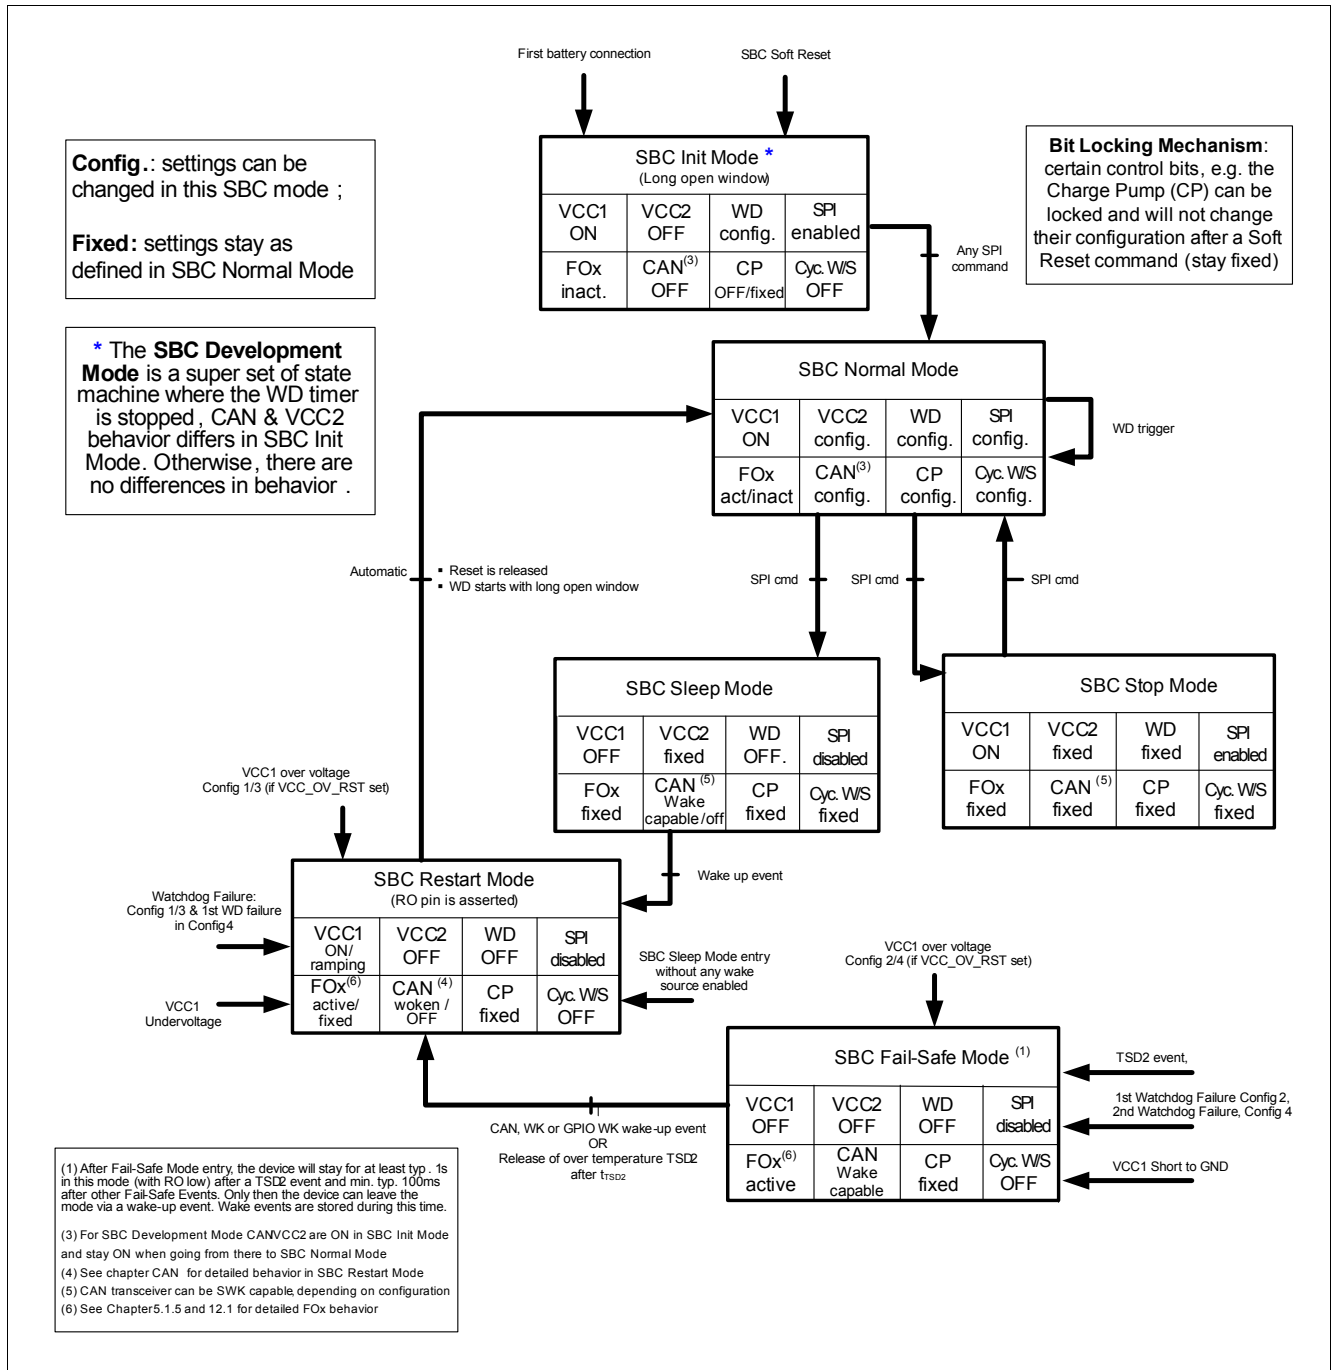 First battery connection
SBC Soft Reset
Config.: settings can be
changed in this SBC mode ;
Fixed: settings stay as
defined in SBC Normal Mode
SBC Init Mode *
(Long open window)
VCC1 VCC2 WD SPI
ON OFF config. enabled
FOx CAN(3) CP Cyc. W/S
inact. OFF OFF/fixed OFF
Bit Locking Mechanism:
certain control bits, e.g. the
Charge Pump (CP) can be
locked and will not change
their configuration after a Soft
Reset command (stay fixed)
Any SPI
command
* The SBC Development
Mode is a super set of state
machine where the WD timer
is stopped , CAN & VCC2
behavior differs in SBC Init
Mode. Otherwise , there are
no differences in behavior .
SBC Normal Mode
VCC1 VCC2 WD SPI
ON config. config. config.
FOx CAN(3) CP Cyc. W/S
act/inact config. config. config.
WD trigger
Automatic
▪ Reset is released
▪ WD starts with long open window
SPI cmd
SPI cmd
SPI cmd
SBC Sleep Mode
VCC1 VCC2 WD SPI
OFF fixed OFF. disabled
FOx CAN (5) CP Cyc. W/S
fixed Wake capable/off fixed fixed
SBC Stop Mode
VCC1 VCC2 WD SPI
ON fixed fixed enabled
FOx CAN (5) CP Cyc. W/S
fixed fixed fixed fixed
VCC1 over voltage
Config 1/3 (if VCC_OV_RST set)
Wake up event
SBC Restart Mode
(RO pin is asserted)
VCC1 VCC2 WD SPI
ON/ ramping OFF OFF disabled
FOx(6) CAN (4) CP Cyc. W/S
active/ fixed woken / OFF fixed OFF
Watchdog Failure:
Config 1/3 & 1st WD failure
in Config4
VCC1
Undervoltage
SBC Sleep Mode entry
without any wake
source enabled
VCC1 over voltage
Config 2/4 (if VCC_OV_RST set)
SBC Fail-Safe Mode (1)
VCC1 VCC2 WD SPI
OFF OFF OFF disabled
FOx(6) CAN CP Cyc. W/S
active Wake capable fixed OFF
TSD2 event,
1st Watchdog Failure Config 2,
2nd Watchdog Failure, Config 4
VCC1 Short to GND
CAN, WK or GPIO WK wake-up event
OR
Release of over temperature TSD2
after tTSD2
(1) After Fail-Safe Mode entry, the device will stay for at least typ . 1s
in this mode (with RO low) after a TSD2 event and min. typ. 100ms
after other Fail-Safe Events. Only then the device can leave the
mode via a wake-up event. Wake events are stored during this time.
(3) For SBC Development Mode CAN/VCC2 are ON in SBC Init Mode
and stay ON when going from there to SBC Normal Mode
(4) See chapter CAN for detailed behavior in SBC Restart Mode
(5) CAN transceiver can be SWK capable, depending on configuration
(6) See Chapter 5.1.5 and 12.1 for detailed FOx behavior